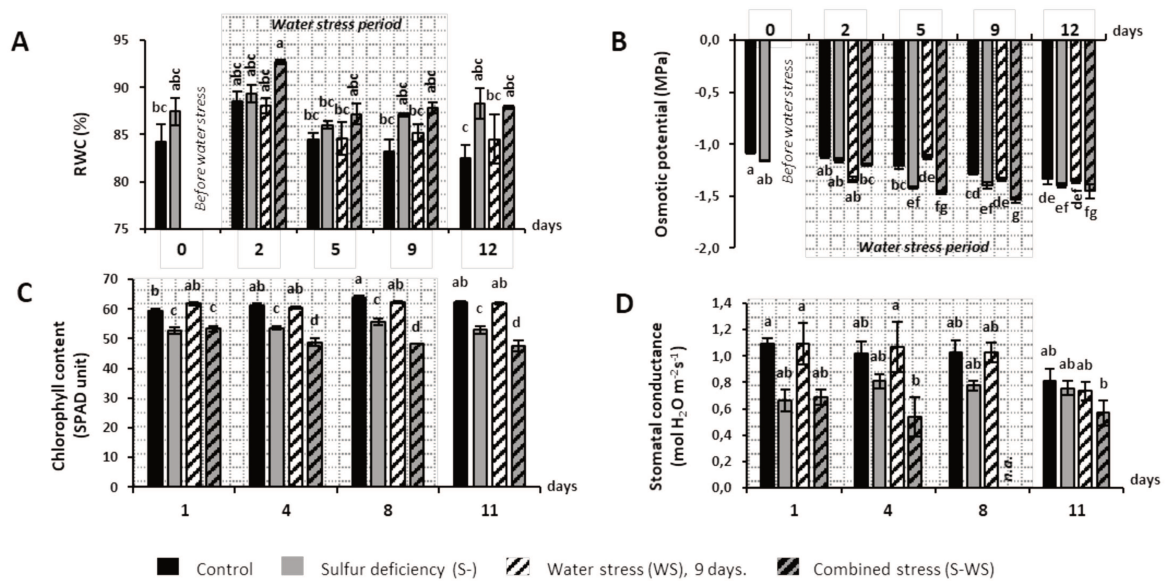 A
Water stress period
RWC (%)
95
90
85
80
75
bc
abc
Before water stress
abc
abc
abc
a
bc
abc
bc
abc
bc
abc
bc
abc
c
abc
bc
abc
0
2
5
9
12
days
B
0
2
5
9
12
days
Osmotic potential (MPa)
0,0
-0,5
-1,0
-1,5
-2,0
Before water stress
a
ab
ab
ab
ab
bc
bc
ef
de
fg
cd
ef
de
g
de
ef
def
fg
Water stress period
C
Chlorophyll content
(SPAD unit)
70
60
50
40
30
20
10
0
b
c
ab
c
ab
c
ab
d
a
c
ab
d
ab
c
ab
d
1
4
8
11
days
D
Stomatal conductance
(mol H₂O m⁻²s⁻¹)
1,4
1,2
1,0
0,8
0,6
0,4
0,2
0,0
a
ab
a
ab
ab
ab
a
b
ab
ab
ab
n.a.
ab
ab
ab
b
1
4
8
11
days
Control
Sulfur deficiency (S-)
Water stress (WS), 9 days.
Combined stress (S-WS)